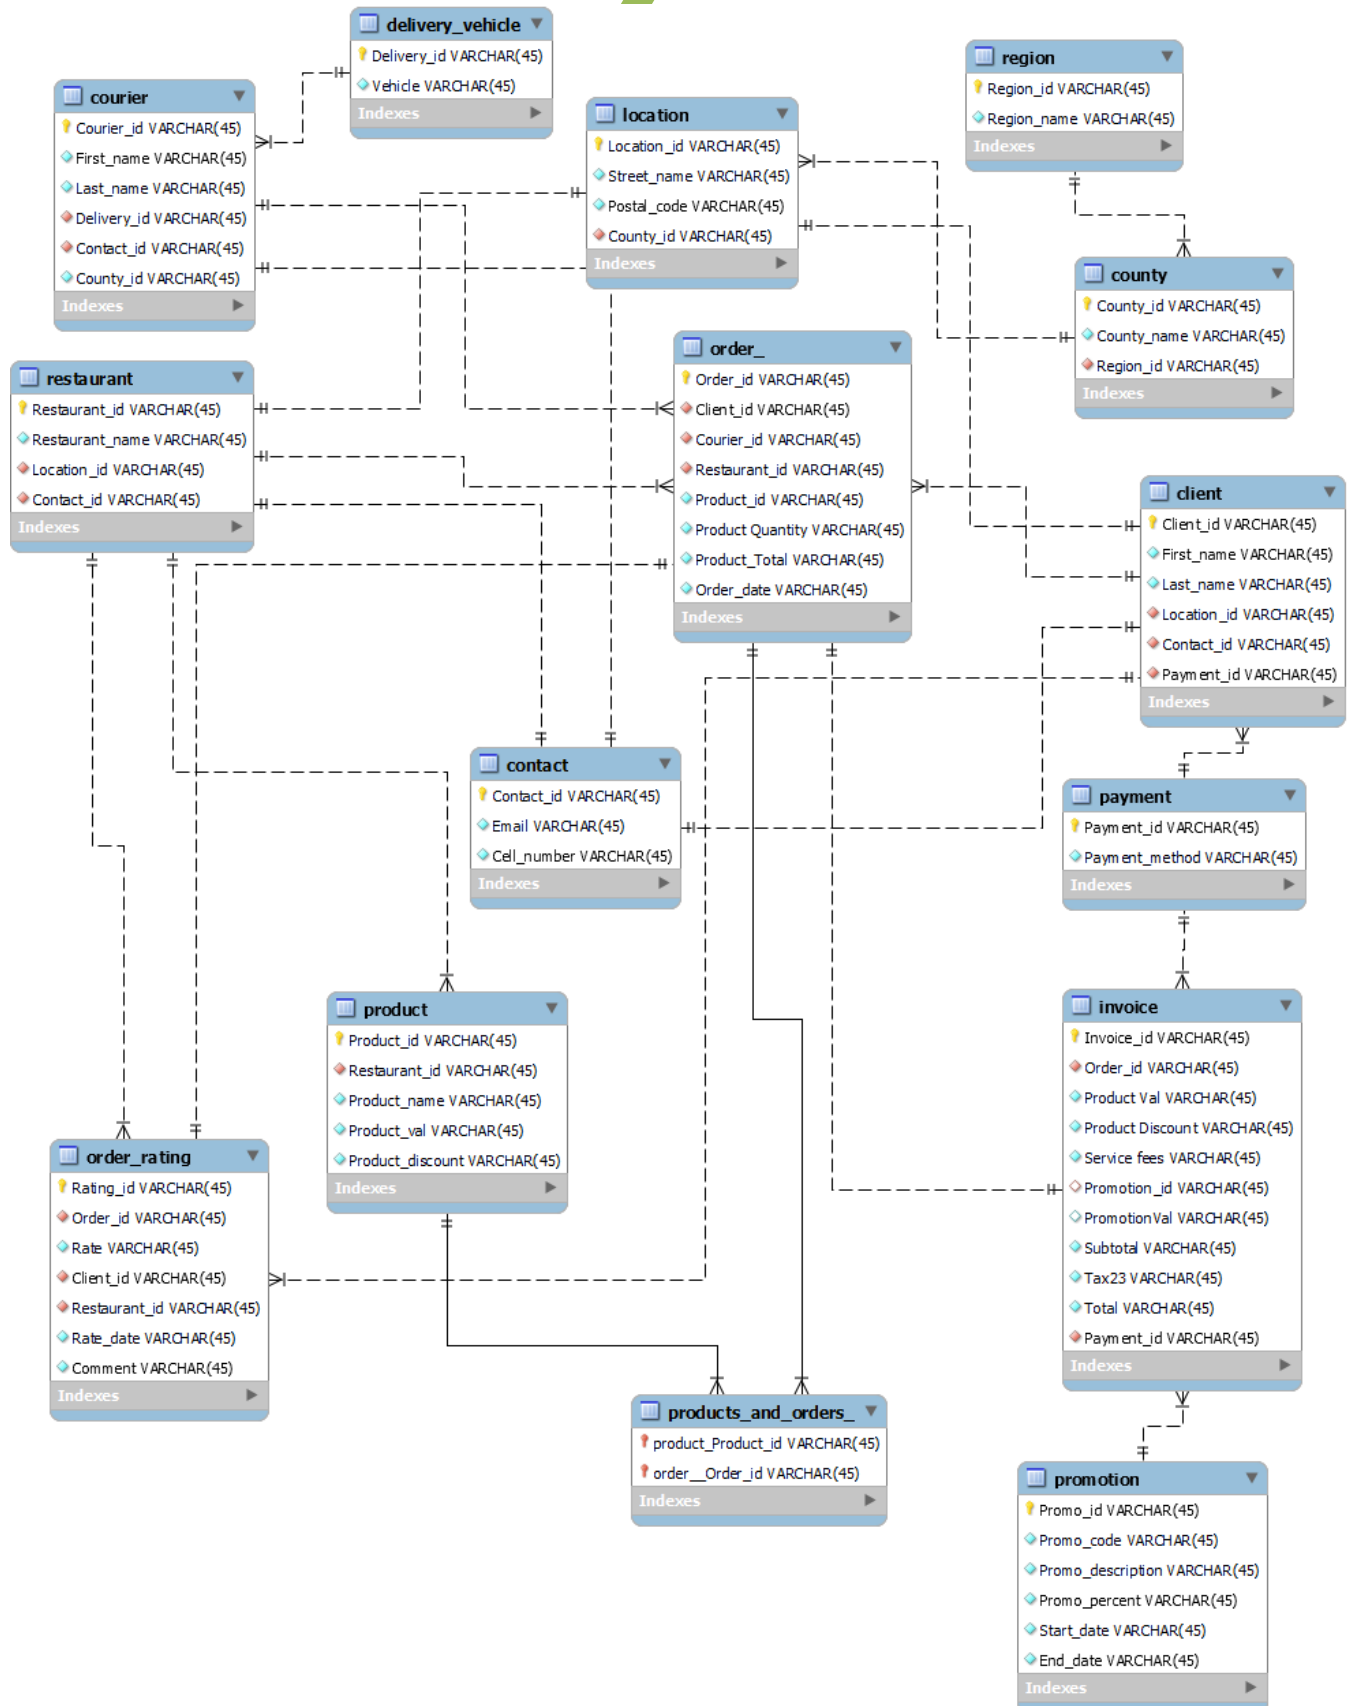 delivery_vehicle
Delivery_id VARCHAR(45)
Vehicle VARCHAR(45)
Indexes
courier
Courier_id VARCHAR(45)
First_name VARCHAR(45)
Last_name VARCHAR(45)
Delivery_id VARCHAR(45)
Contact_id VARCHAR(45)
County_id VARCHAR(45)
Indexes
location
Location_id VARCHAR(45)
Street_name VARCHAR(45)
Postal_code VARCHAR(45)
County_id VARCHAR(45)
Indexes
region
Region_id VARCHAR(45)
Region_name VARCHAR(45)
Indexes
county
County_id VARCHAR(45)
County_name VARCHAR(45)
Region_id VARCHAR(45)
Indexes
restaurant
Restaurant_id VARCHAR(45)
Restaurant_name VARCHAR(45)
Location_id VARCHAR(45)
Contact_id VARCHAR(45)
Indexes
order_
Order_id VARCHAR(45)
Client_id VARCHAR(45)
Courier_id VARCHAR(45)
Restaurant_id VARCHAR(45)
Product_id VARCHAR(45)
Product Quantity VARCHAR(45)
Product_Total VARCHAR(45)
Order_date VARCHAR(45)
Indexes
client
Client_id VARCHAR(45)
First_name VARCHAR(45)
Last_name VARCHAR(45)
Location_id VARCHAR(45)
Contact_id VARCHAR(45)
Payment_id VARCHAR(45)
Indexes
contact
Contact_id VARCHAR(45)
Email VARCHAR(45)
Cell_number VARCHAR(45)
Indexes
payment
Payment_id VARCHAR(45)
Payment_method VARCHAR(45)
Indexes
product
Product_id VARCHAR(45)
Restaurant_id VARCHAR(45)
Product_name VARCHAR(45)
Product_val VARCHAR(45)
Product_discount VARCHAR(45)
Indexes
invoice
Invoice_id VARCHAR(45)
Order_id VARCHAR(45)
Product Val VARCHAR(45)
Product Discount VARCHAR(45)
Service fees VARCHAR(45)
Promotion_id VARCHAR(45)
PromotionVal VARCHAR(45)
Subtotal VARCHAR(45)
Tax23 VARCHAR(45)
Total VARCHAR(45)
Payment_id VARCHAR(45)
Indexes
order_rating
Rating_id VARCHAR(45)
Order_id VARCHAR(45)
Rate VARCHAR(45)
Client_id VARCHAR(45)
Restaurant_id VARCHAR(45)
Rate_date VARCHAR(45)
Comment VARCHAR(45)
Indexes
products_and_orders_
product_Product_id VARCHAR(45)
order__Order_id VARCHAR(45)
Indexes
promotion
Promo_id VARCHAR(45)
Promo_code VARCHAR(45)
Promo_description VARCHAR(45)
Promo_percent VARCHAR(45)
Start_date VARCHAR(45)
End_date VARCHAR(45)
Indexes